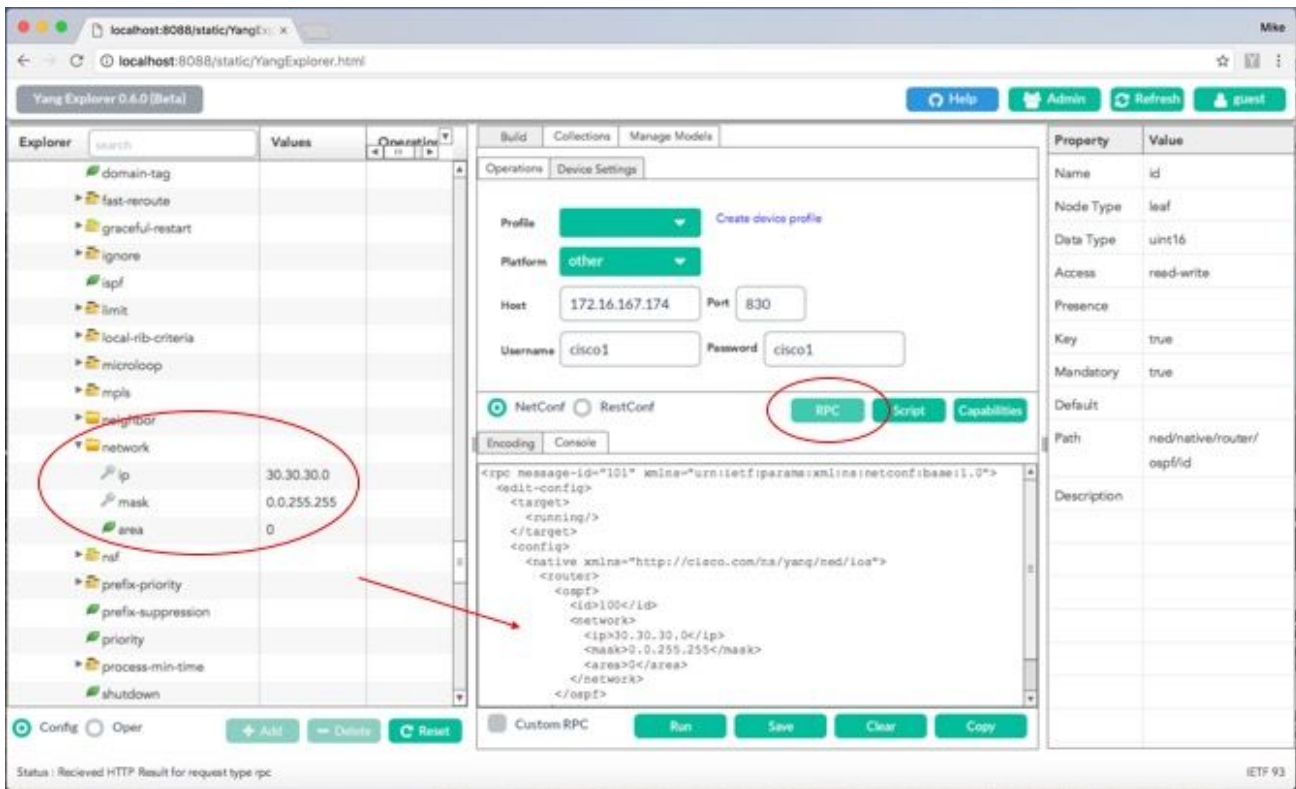 localhost:8088/static/YangEx
Mike
localhost:8088/static/YangExplorer.html
Yang Explorer 0.6.0 (Beta)
Help
Admin
Refresh
guest
Explorer
search
Values
Operation
domain-tag
fast-reroute
graceful-restart
ignore
ispf
limit
local-rib-criteria
microloop
mpls
neighbor
network
ip 30.30.30.0
mask 0.0.255.255
area 0
nsf
prefix-priority
prefix-suppression
priority
process-min-time
shutdown
Config
Oper
Add
Delete
Reset
Build
Collections
Manage Models
Operations
Device Settings
Profile
Create device profile
Platform other
Host 172.16.167.174 Port 830
Username cisco1 Password cisco1
NetConf
RestConf
RPC
Script
Capabilities
Encoding
Console
<rpc message-id="101" xmlns="urn:ietf:params:xml:ns:netconf:base:1.0">
<edit-config>
<target>
<running/>
</target>
<config>
<native xmlns="http://cisco.com/ns/yang/ned/ios">
<router>
<ospf>
<id>100</id>
<network>
<ip>30.30.30.0</ip>
<mask>0.0.255.255</mask>
<area>0</area>
</network>
</ospf>
Custom RPC
Run
Save
Clear
Copy
Property Value
Name id
Node Type leaf
Data Type uint16
Access read-write
Presence
Key true
Mandatory true
Default
Path ned/native/router/
ospf/id
Description
Status : Recieved HTTP Result for request type rpc
IETF 93